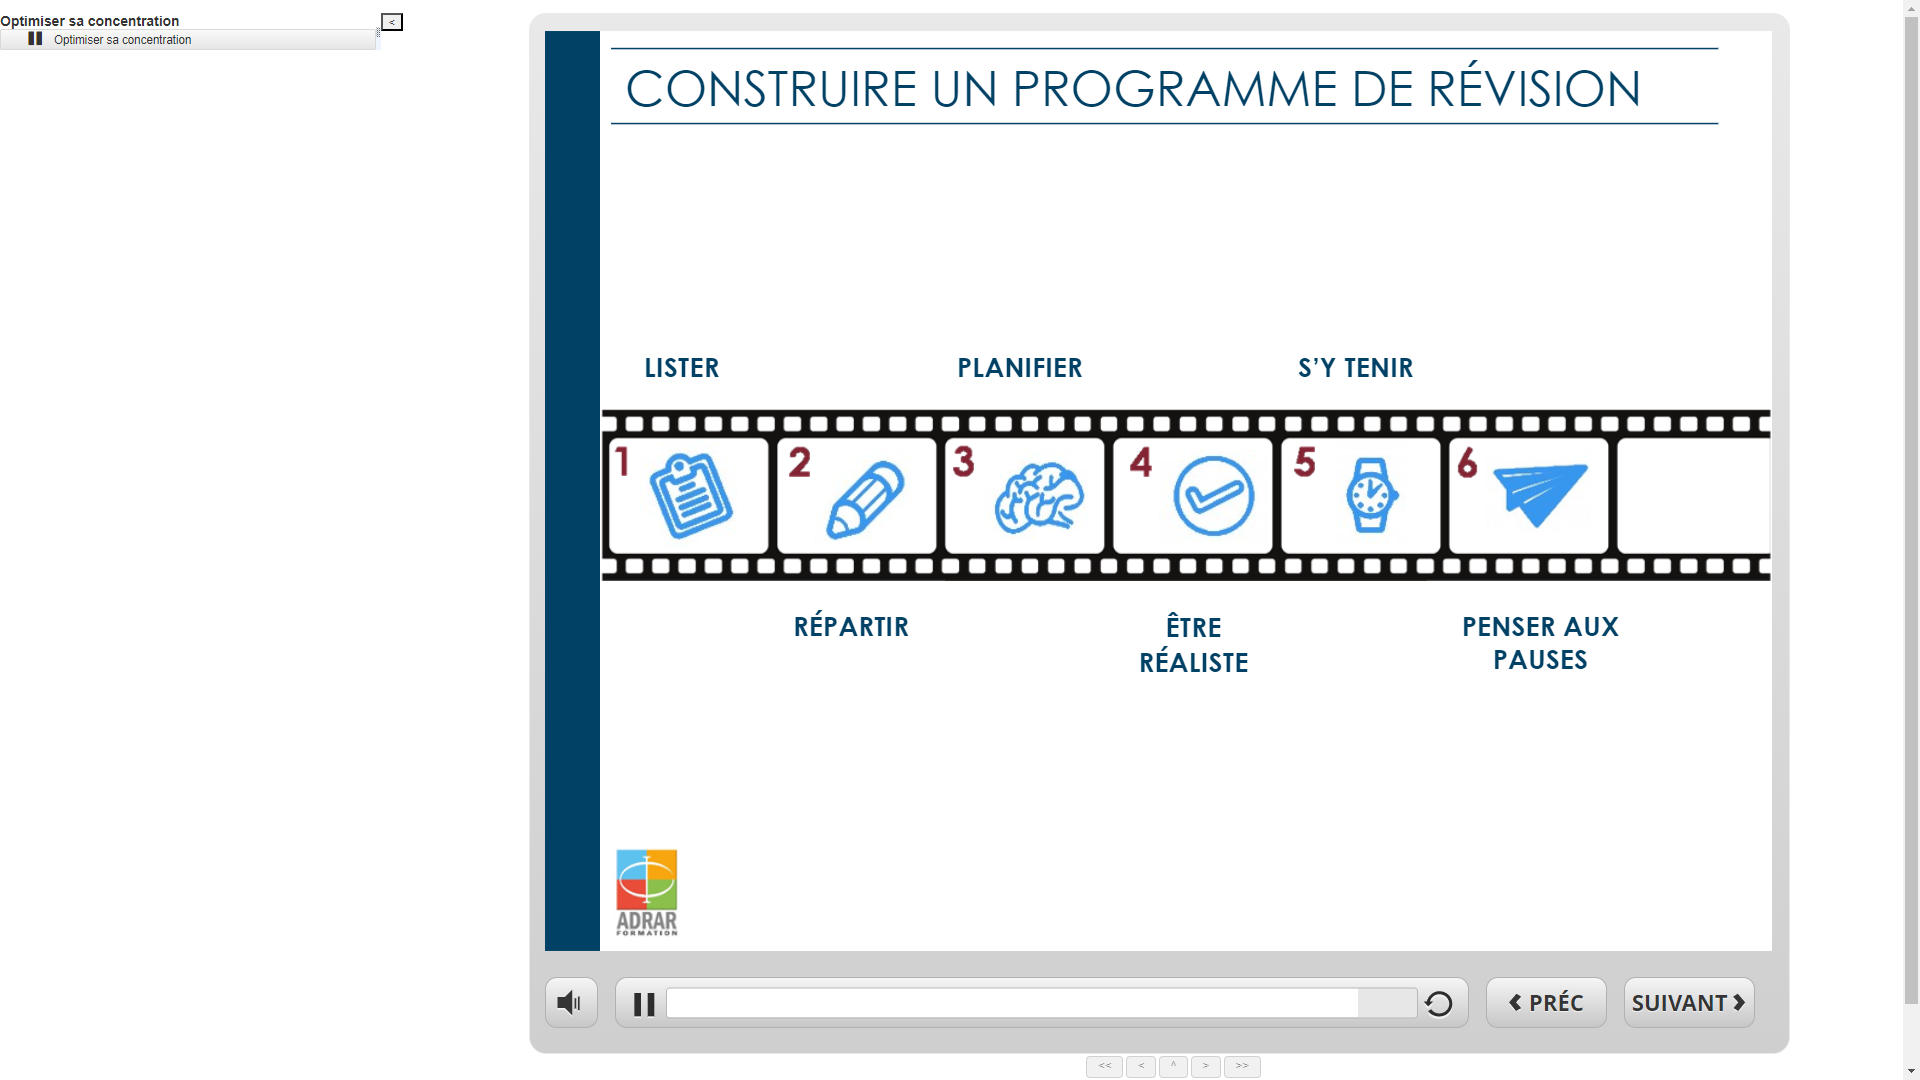 Optimiser sa concentration
<
Optimiser sa concentration
CONSTRUIRE UN PROGRAMME DE RÉVISION
LISTER
PLANIFIER
S’Y TENIR
1
2
3
4
5
6
RÉPARTIR
ÊTRE
RÉALISTE
PENSER AUX
PAUSES
ADRAR
FORMATION
PRÉC
SUIVANT
<<
<
^
>
>>